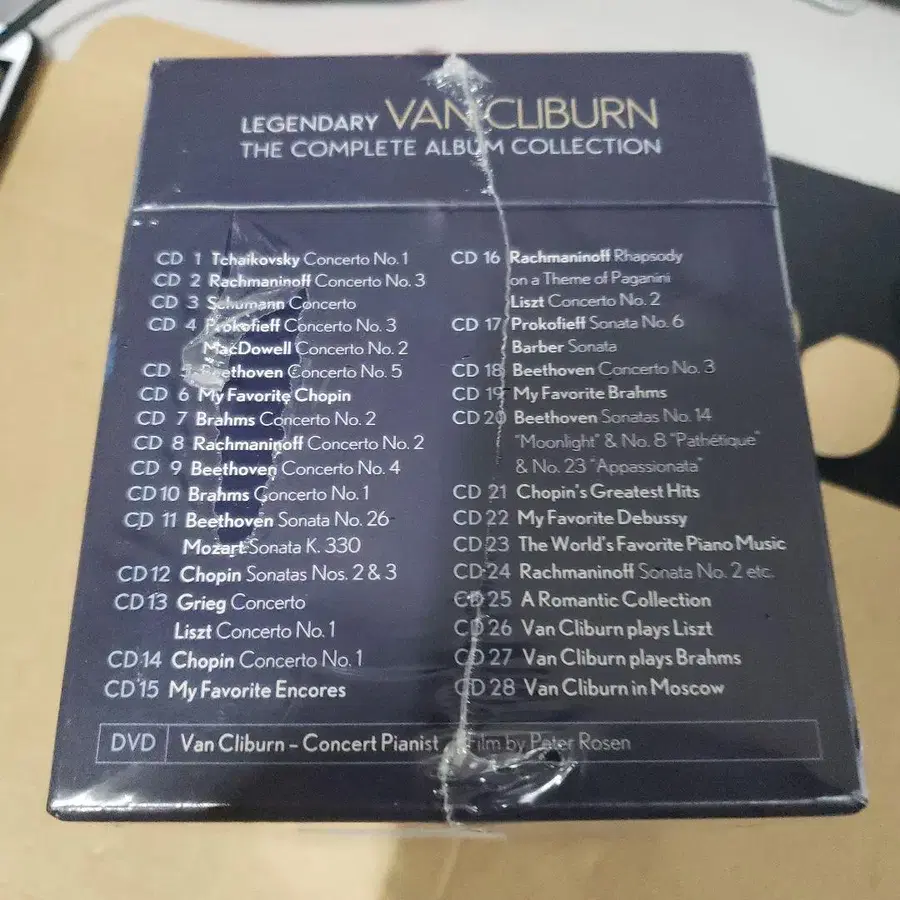 LEGENDARY VAN CLIBURN
THE COMPLETE ALBUM COLLECTION
CD 1 Tchaikovsky Concerto No. 1
CD 2 Rachmaninoff Concerto No. 3
CD 3 Schumann Concerto
CD 4 Prokofieff Concerto No. 3
MacDowell Concerto No. 2
CD 5 Beethoven Concerto No. 5
CD 6 My Favorite Chopin
CD 7 Brahms Concerto No. 2
CD 8 Rachmaninoff Concerto No. 2
CD 9 Beethoven Concerto No. 4
CD 10 Brahms Concerto No. 1
CD 11 Beethoven Sonata No. 26
Mozart Sonata K. 330
CD 12 Chopin Sonatas Nos. 2 & 3
CD 13 Grieg Concerto
Liszt Concerto No. 1
CD 14 Chopin Concerto No. 1
CD 15 My Favorite Encores
CD 16 Rachmaninoff Rhapsody
on a Theme of Paganini
Liszt Concerto No. 2
CD 17 Prokofieff Sonata No. 6
Barber Sonata
CD 18 Beethoven Concerto No. 3
CD 19 My Favorite Brahms
CD 20 Beethoven Sonatas No. 14
"Moonlight" & No. 8 "Pathétique"
& No. 23 "Appassionata"
CD 21 Chopin's Greatest Hits
CD 22 My Favorite Debussy
CD 23 The World's Favorite Piano Music
CD 24 Rachmaninoff Sonata No. 2 etc.
CD 25 A Romantic Collection
CD 26 Van Cliburn plays Liszt
CD 27 Van Cliburn plays Brahms
CD 28 Van Cliburn in Moscow
DVD Van Cliburn – Concert Pianist Film by Peter Rosen